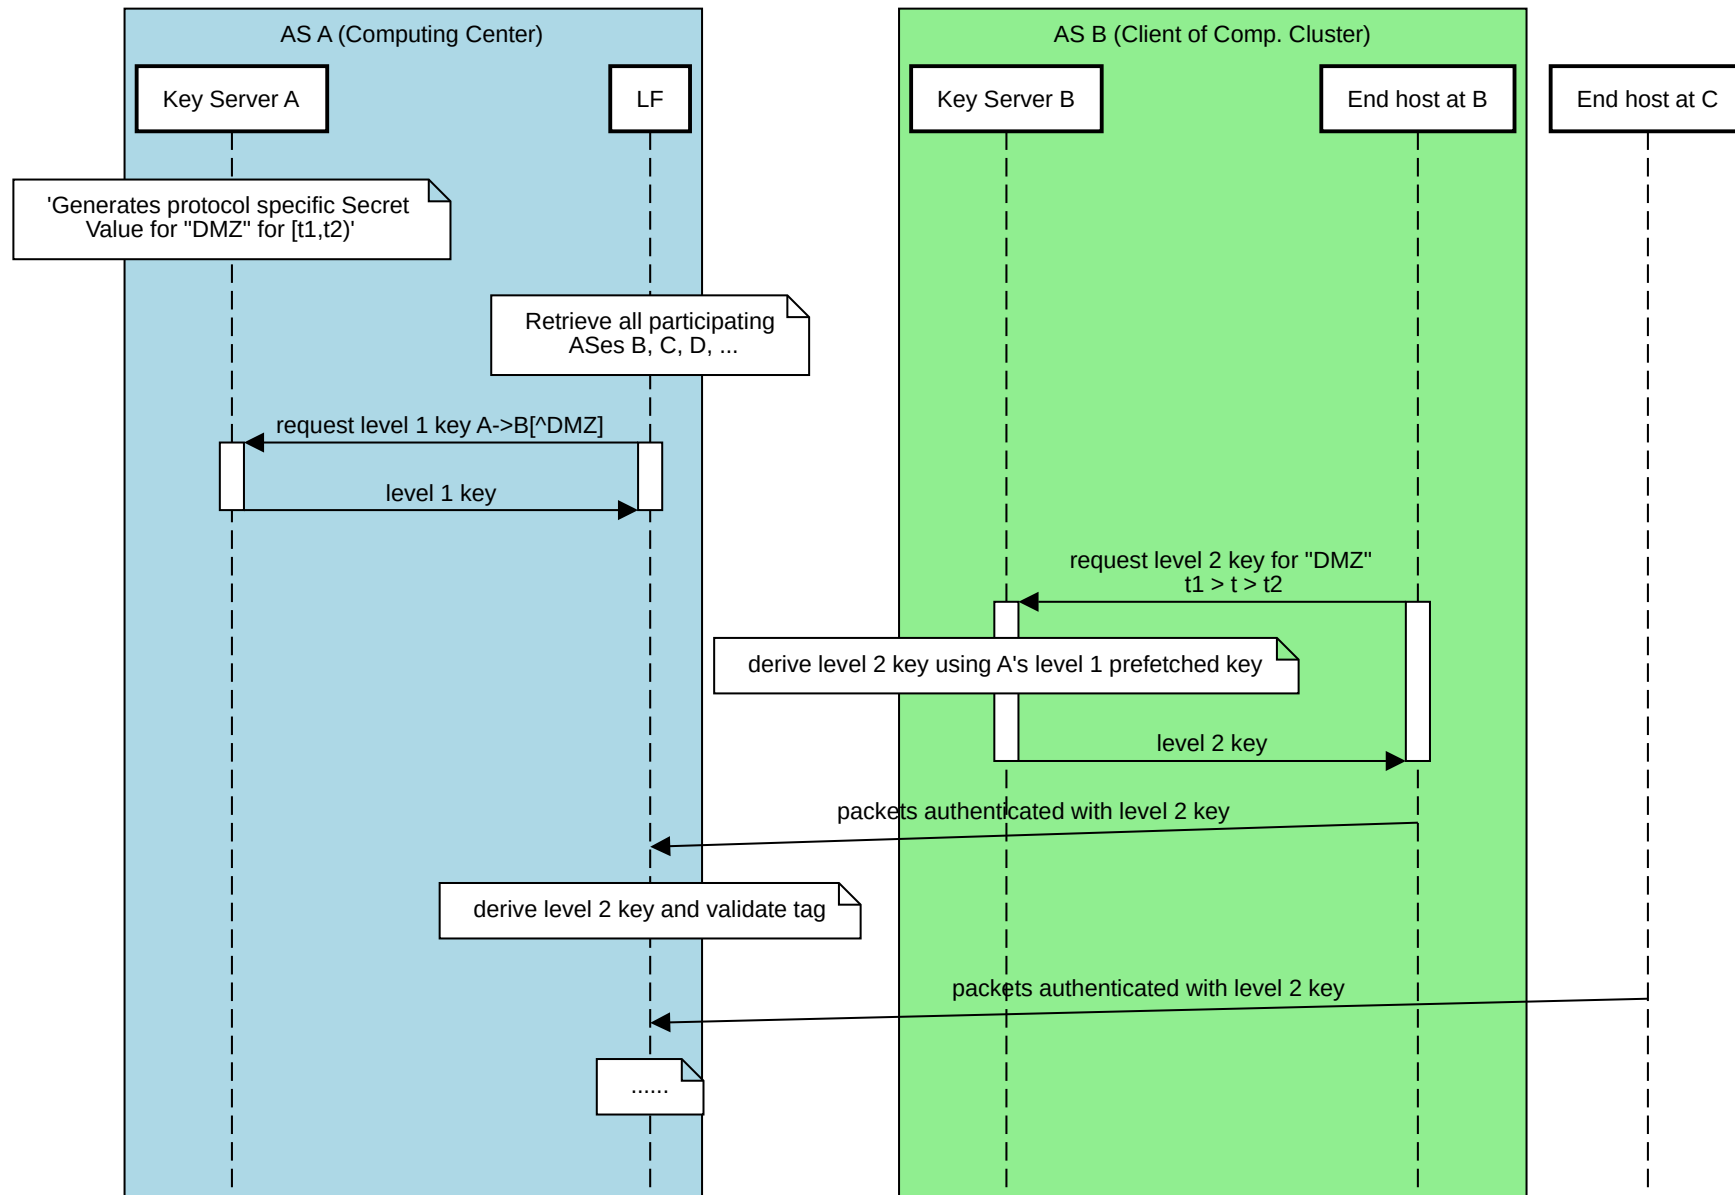 AS A (Computing Center)
AS B (Client of Comp. Cluster)
Key Server A
LF
Key Server B
End host at B
End host at C
'Generates protocol specific Secret
Value for "DMZ" for [t1,t2)'
Retrieve all participating
ASes B, C, D, ...
request level 1 key A->B[^DMZ]
level 1 key
request level 2 key for "DMZ"
t1 > t > t2
derive level 2 key using A's level 1 prefetched key
level 2 key
packets authenticated with level 2 key
derive level 2 key and validate tag
packets authenticated with level 2 key
......